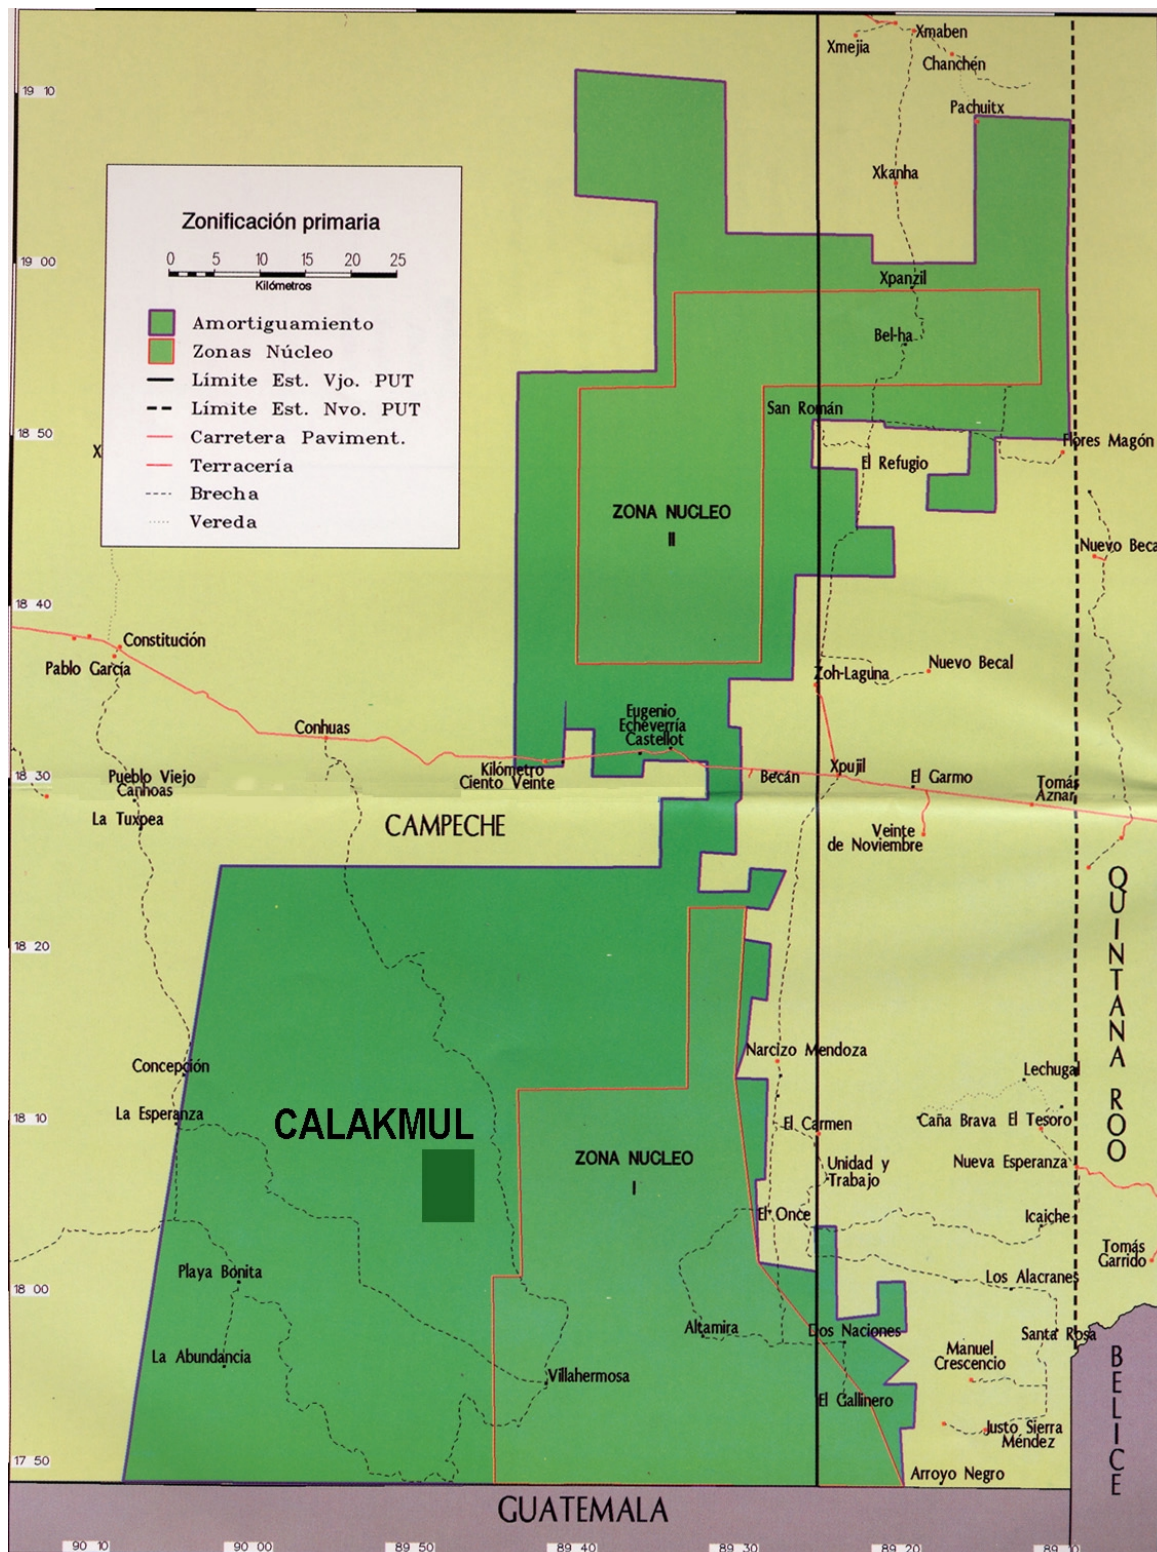 Xmaben
Xmejia
Chanchén
19 10
Pachuitx
Xkanha
Zonificación primaria
0 5 10 15 20 25
Kilómetros
19 00
Xpanzil
Amortiguamiento
Zonas Núcleo
Bel-ha
Límite Est. Vjo. PUT
Límite Est. Nvo. PUT
San Román
Carretera Paviment.
18 50
Flores Magón
X
Terracería
El Refugio
Brecha
Vereda
ZONA NUCLEO
II
Nuevo Beca
18 40
Constitución
Pablo García
Nuevo Becal
Zoh-Laguna
Eugenio
Echeverría
Castellot
Conhuas
18 30
Pueblo Viejo
Canhoas
Kilómetro
Ciento Veinte
Becán
Xpujil
El Garmo
Tomás
Aznar
La Tuxpea
CAMPECHE
Veinte
de Noviembre
QUINTANA ROO
18 20
Narcizo Mendoza
Concepción
Lechugal
La Esperanza
18 10
CALAKMUL
El Carmen
Caña Brava
El Tesoro
ZONA NUCLEO
I
Unidad y
Trabajo
Nueva Esperanza
El Once
Icaiche
Tomás
Garrido
Playa Bonita
18 00
Los Alacranes
Altamira
Dos Naciones
Santa Rosa
La Abundancia
Manuel
Crescencio
Villahermosa
El Gallinero
BELICE
Justo Sierra
Méndez
17 50
Arroyo Negro
GUATEMALA
90 10
90 00
89 50
89 40
89 30
89 20
89 10